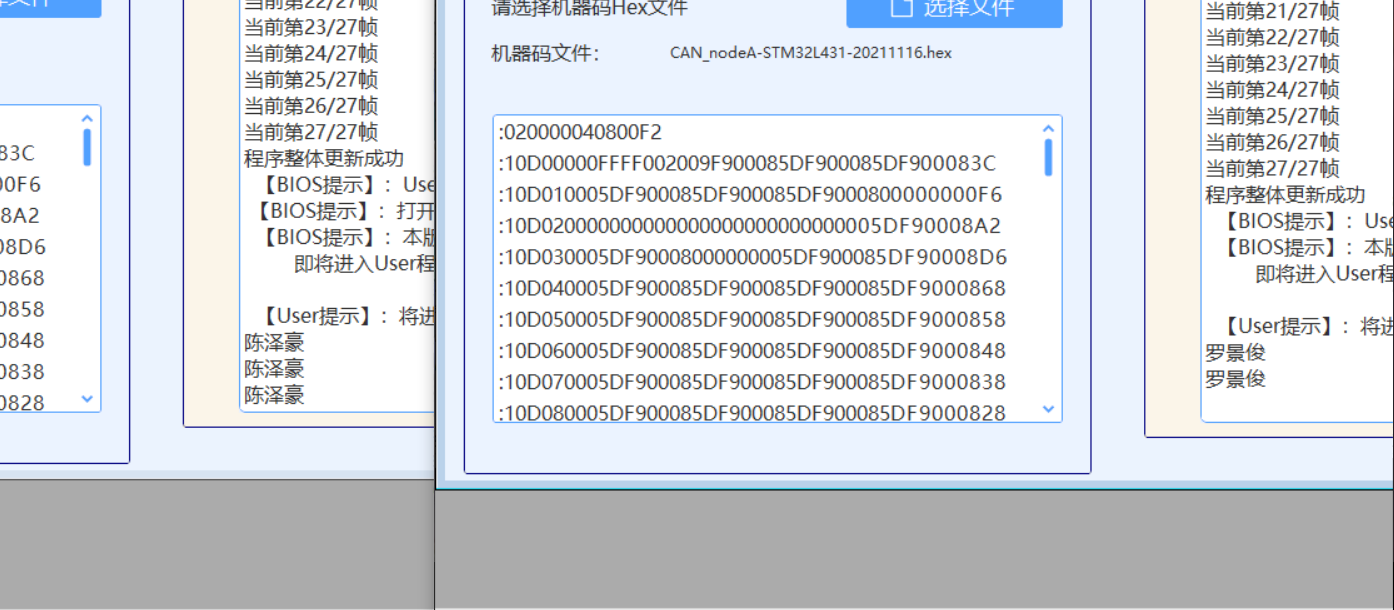 当前第22/27帧
当前第23/27帧
当前第24/27帧
当前第25/27帧
当前第26/27帧
当前第27/27帧
程序整体更新成功
【BIOS提示】：Use
【BIOS提示】：打开
【BIOS提示】：本版
即将进入User程
【User提示】：将进
陈泽豪
陈泽豪
陈泽豪
83C
00F6
8A2
08D6
0868
0858
0848
0838
0828
请选择机器码Hex文件
选择文件
机器码文件：
CAN_nodeA-STM32L431-20211116.hex
:020000040800F2
:10D00000FFFF002009F900085DF900085DF900083C
:10D010005DF900085DF900085DF9000800000000F6
:10D020000000000000000000000000005DF90008A2
:10D030005DF90008000000005DF900085DF90008D6
:10D040005DF900085DF900085DF900085DF9000868
:10D050005DF900085DF900085DF900085DF9000858
:10D060005DF900085DF900085DF900085DF9000848
:10D070005DF900085DF900085DF900085DF9000838
:10D080005DF900085DF900085DF900085DF9000828
当前第21/27帧
当前第22/27帧
当前第23/27帧
当前第24/27帧
当前第25/27帧
当前第26/27帧
当前第27/27帧
程序整体更新成功
【BIOS提示】：Use
【BIOS提示】：本版
即将进入User程
【User提示】：将进
罗景俊
罗景俊